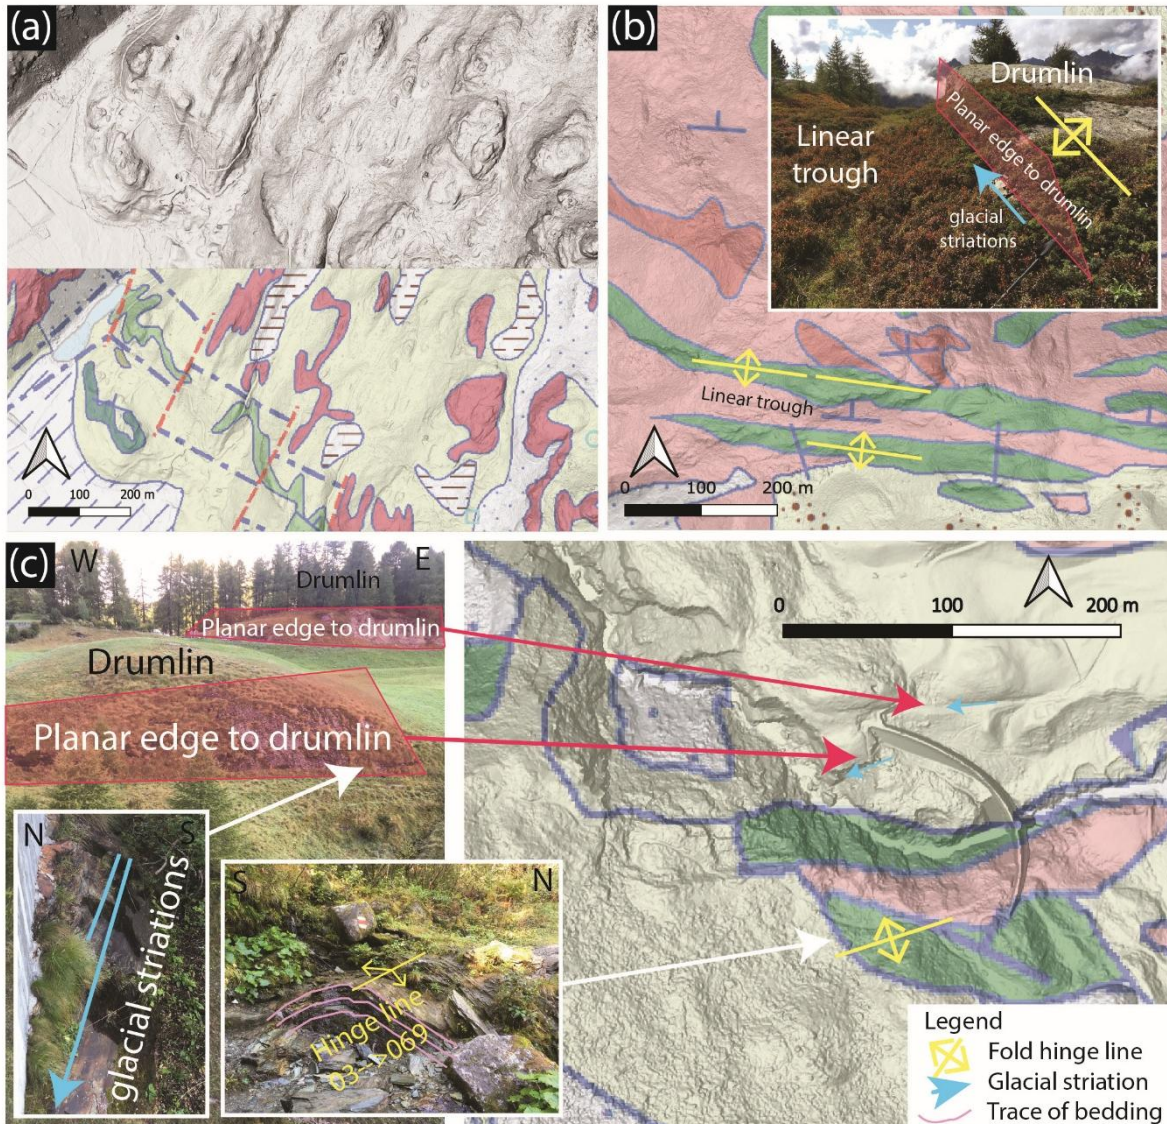 (a)
0 100 200 m
(b)
Drumlin
Planar edge to drumlin
Linear
trough
glacial
striations
Linear trough
0 100 200 m
(c)
W
E
Drumlin
Planar edge to drumlin
Drumlin
Planar edge to drumlin
N
S
glacial striations
S
N
Hinge line
03-->069
0 100 200 m
Legend
Fold hinge line
Glacial striation
Trace of bedding